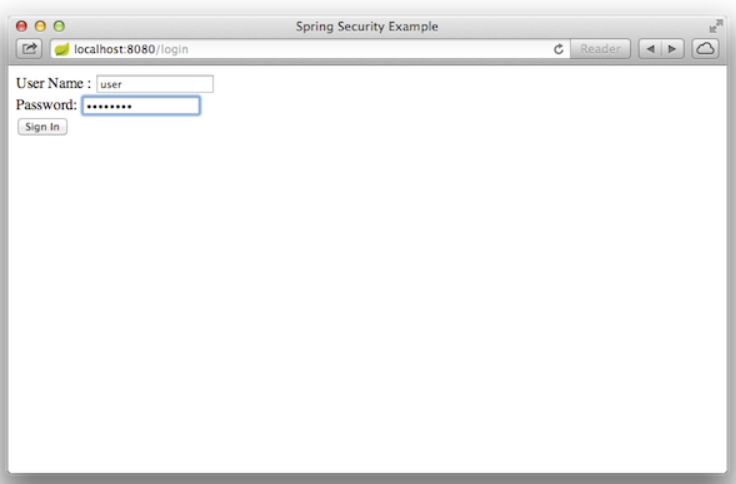 Spring Security Example
localhost:8080/login
Reader
User Name : user
Password: ••••••••
Sign In